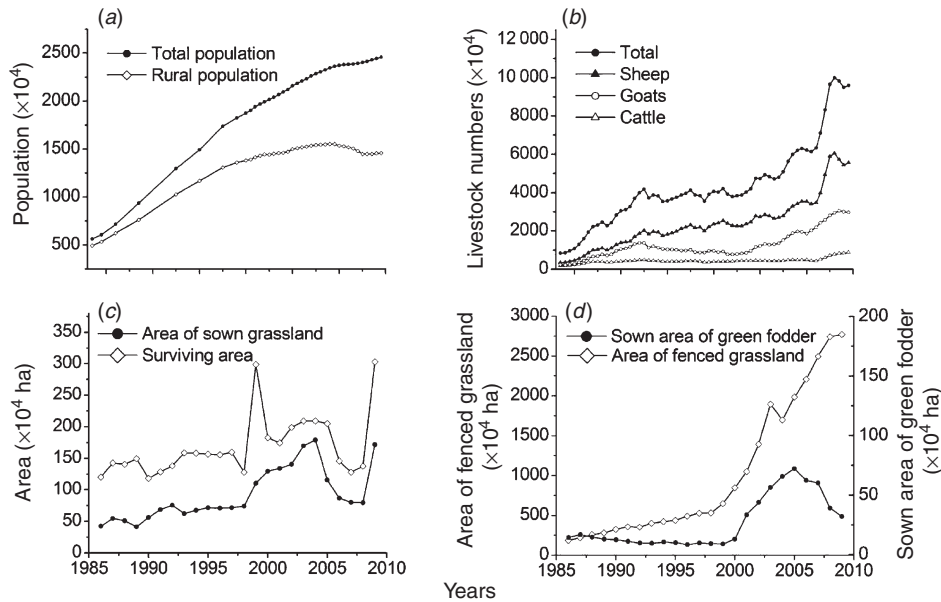 (a)
Total population
Rural population
Population (×10⁴)
2500
2000
1500
1000
500
(b)
Total
Sheep
Goats
Cattle
Livestock numbers (×10⁴)
12 000
10 000
8000
6000
4000
2000
0
(c)
Area of sown grassland
Surviving area
Area (×10⁴ ha)
350
300
250
200
150
100
50
0
1985 1990 1995 2000 2005 2010
(d)
Sown area of green fodder
Area of fenced grassland
Area of fenced grassland
(×10⁴ ha)
3000
2500
2000
1500
1000
500
0
200
150
100
50
0
Sown area of green fodder
(×10⁴ ha)
1985 1990 1995 2000 2005 2010
Years